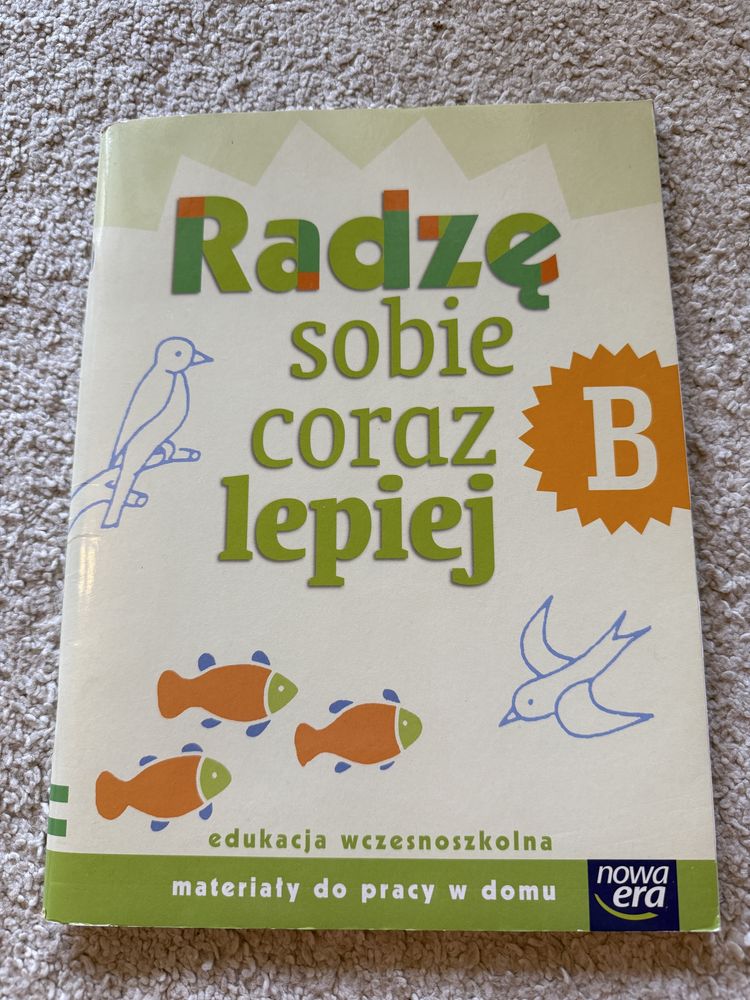 Radzę
sobie
coraz
lepiej
B
edukacja wczesnoszkolna
materiały do pracy w domu
nowa
era